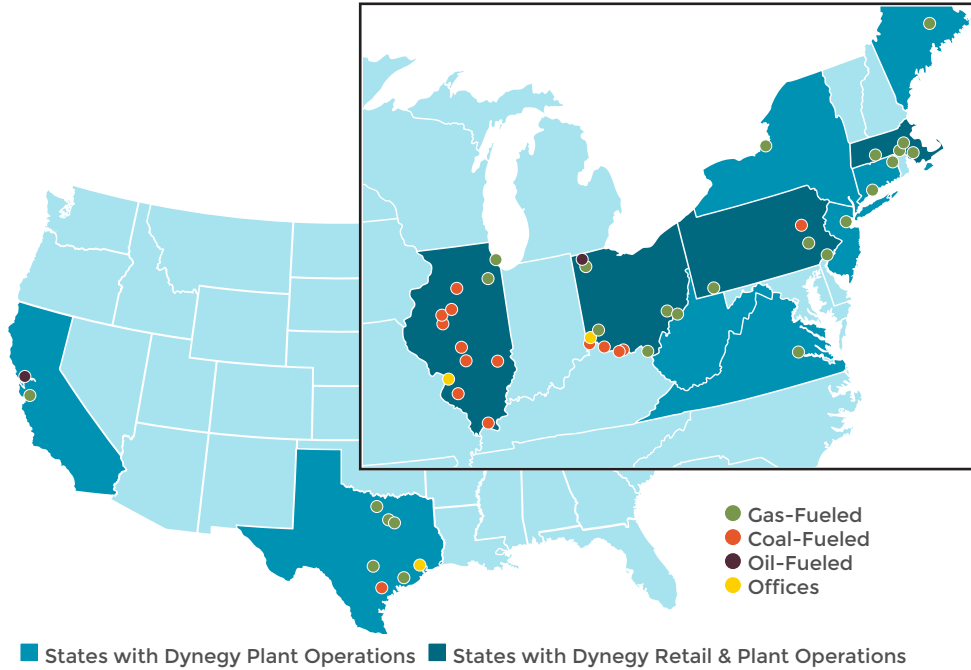 Gas-Fueled
Coal-Fueled
Oil-Fueled
Offices
States with Dynegy Plant Operations
States with Dynegy Retail & Plant Operations